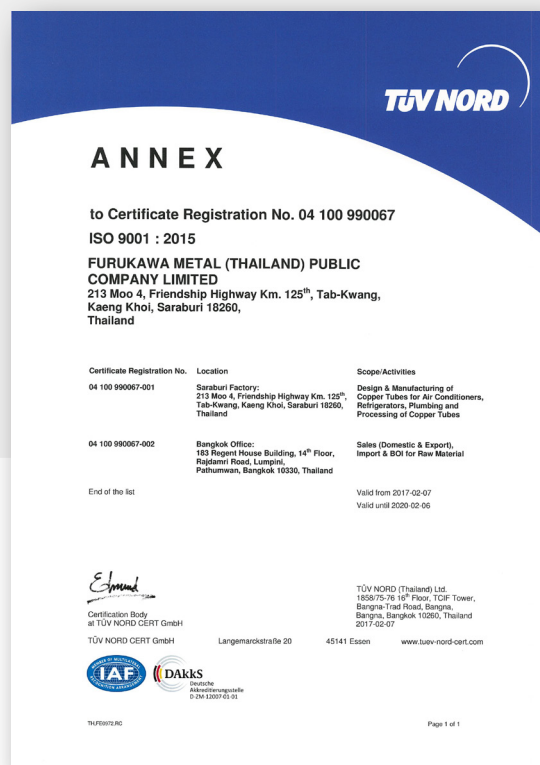 TÜV NORD
ANNEX
to Certificate Registration No. 04 100 990067
ISO 9001 : 2015
FURUKAWA METAL (THAILAND) PUBLIC
COMPANY LIMITED
213 Moo 4, Friendship Highway Km. 125th, Tab-Kwang,
Kaeng Khoi, Saraburi 18260,
Thailand
Certificate Registration No. Location Scope/Activities
04 100 990067-001 Saraburi Factory: Design & Manufacturing of
213 Moo 4, Friendship Highway Km. 125th, Copper Tubes for Air Conditioners,
Tab-Kwang, Kaeng Khoi, Saraburi 18260, Refrigerators, Plumbing and
Thailand Processing of Copper Tubes
04 100 990067-002 Bangkok Office: Sales (Domestic & Export),
183 Regent House Building, 14th Floor, Import & BOI for Raw Material
Rajdamri Road, Lumpini,
Pathumwan, Bangkok 10330, Thailand
End of the list Valid from 2017-02-07
Valid until 2020-02-06
Edmund
Certification Body
at TÜV NORD CERT GmbH
TÜV NORD (Thailand) Ltd.
1858/75-76 16th Floor, TCIF Tower,
Bangna-Trad Road, Bangna,
Bangna, Bangkok 10260, Thailand
2017-02-07
TÜV NORD CERT GmbH Langemarckstraße 20 45141 Essen www.tuev-nord-cert.com
MEMBER OF MULTILATERAL
IAF
RECOGNITION ARRANGEMENT
DAkkS
Deutsche
Akkreditierungsstelle
D-ZM-12007-01-01
TH,FE0072,RC Page 1 of 1